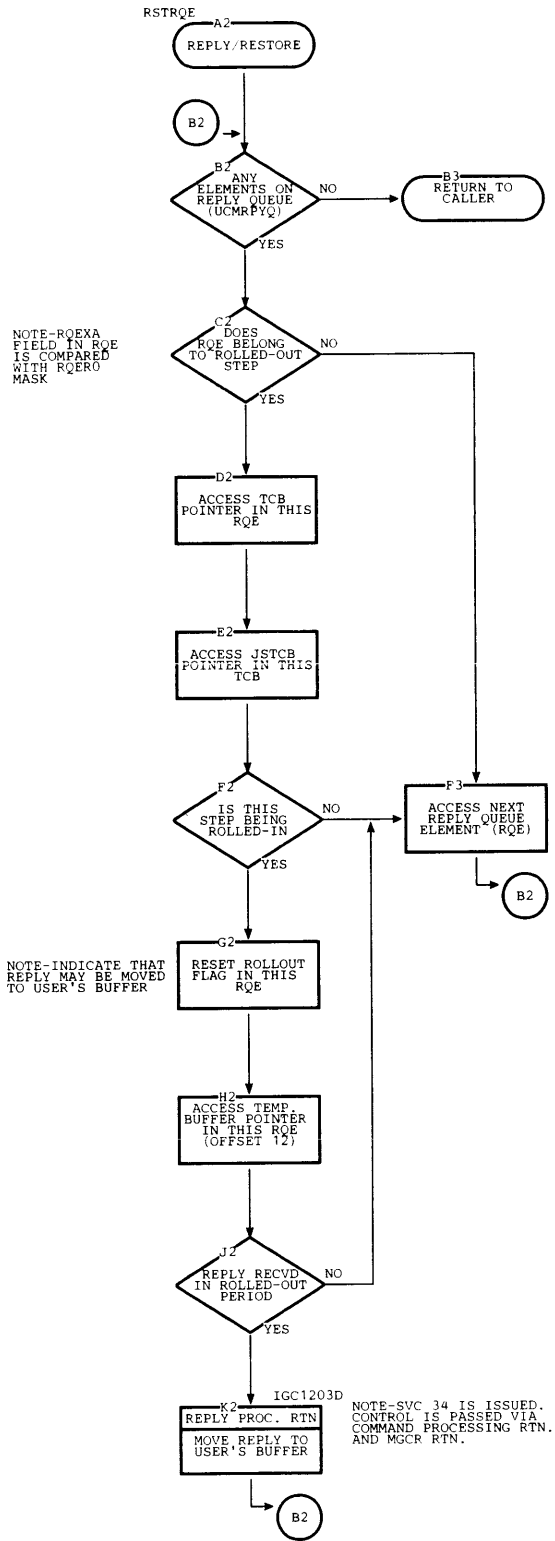 RSTRQE
A2
REPLY/RESTORE
B2
B2
ANY
ELEMENTS ON
REPLY QUEUE
(UCMRPYQ)
NO
YES
B3
RETURN TO
CALLER
NOTE-RQEXA
FIELD IN RQE
IS COMPARED
WITH RQERO
MASK
C2
DOES
RQE BELONG
TO ROLLED-OUT
STEP
NO
YES
D2
ACCESS TCB
POINTER IN THIS
RQE
E2
ACCESS JSTCB
POINTER IN THIS
TCB
F2
IS THIS
STEP BEING
ROLLED-IN
NO
YES
F3
ACCESS NEXT
REPLY QUEUE
ELEMENT (RQE)
B2
NOTE-INDICATE THAT
REPLY MAY BE MOVED
TO USER'S BUFFER
G2
RESET ROLLOUT
FLAG IN THIS
RQE
H2
ACCESS TEMP.
BUFFER POINTER
IN THIS RQE
(OFFSET 12)
J2
REPLY RECVD
IN ROLLED-OUT
PERIOD
NO
YES
IGC1203D
K2
REPLY PROC. RTN
MOVE REPLY TO
USER'S BUFFER
NOTE-SVC 34 IS ISSUED.
CONTROL IS PASSED VIA
COMMAND PROCESSING RTN.
AND MGCR RTN.
B2